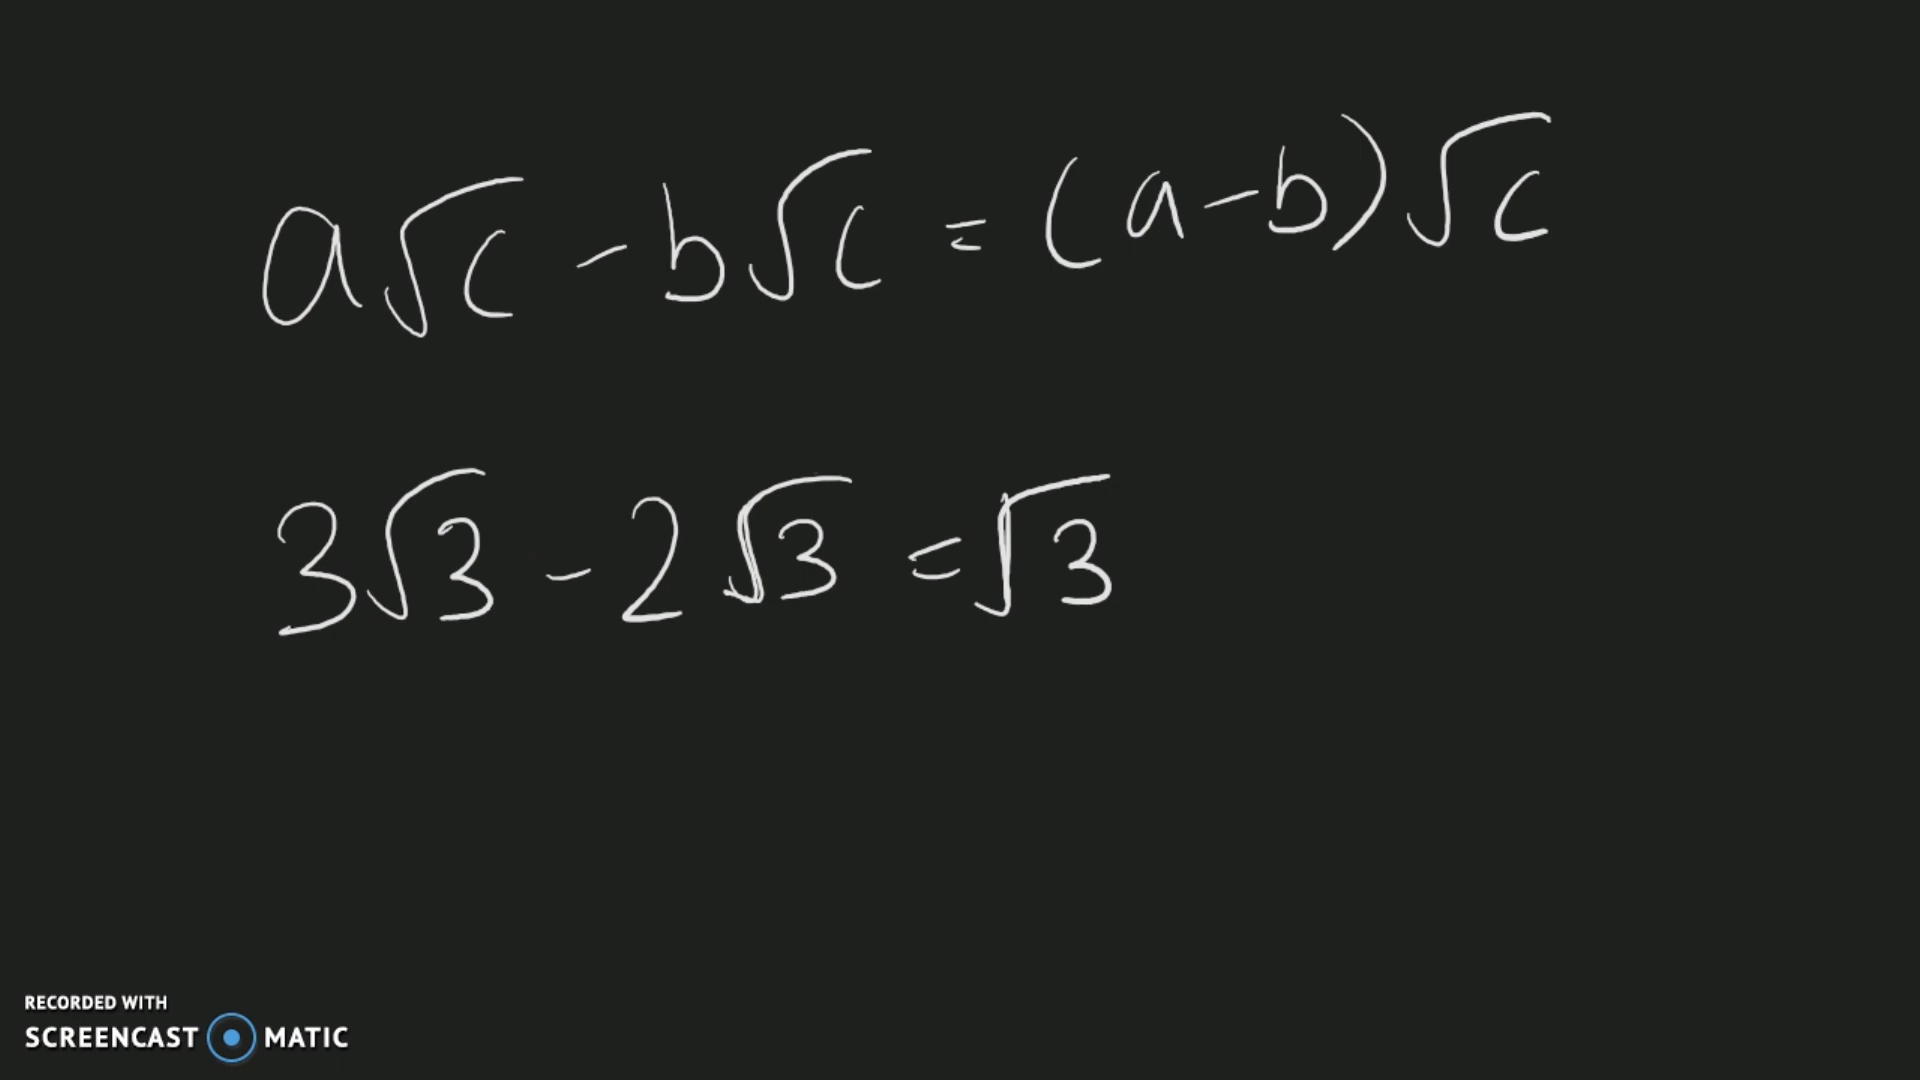 a√c - b√c = (a-b)√c
3√3 - 2√3 = √3
RECORDED WITH
SCREENCAST MATIC